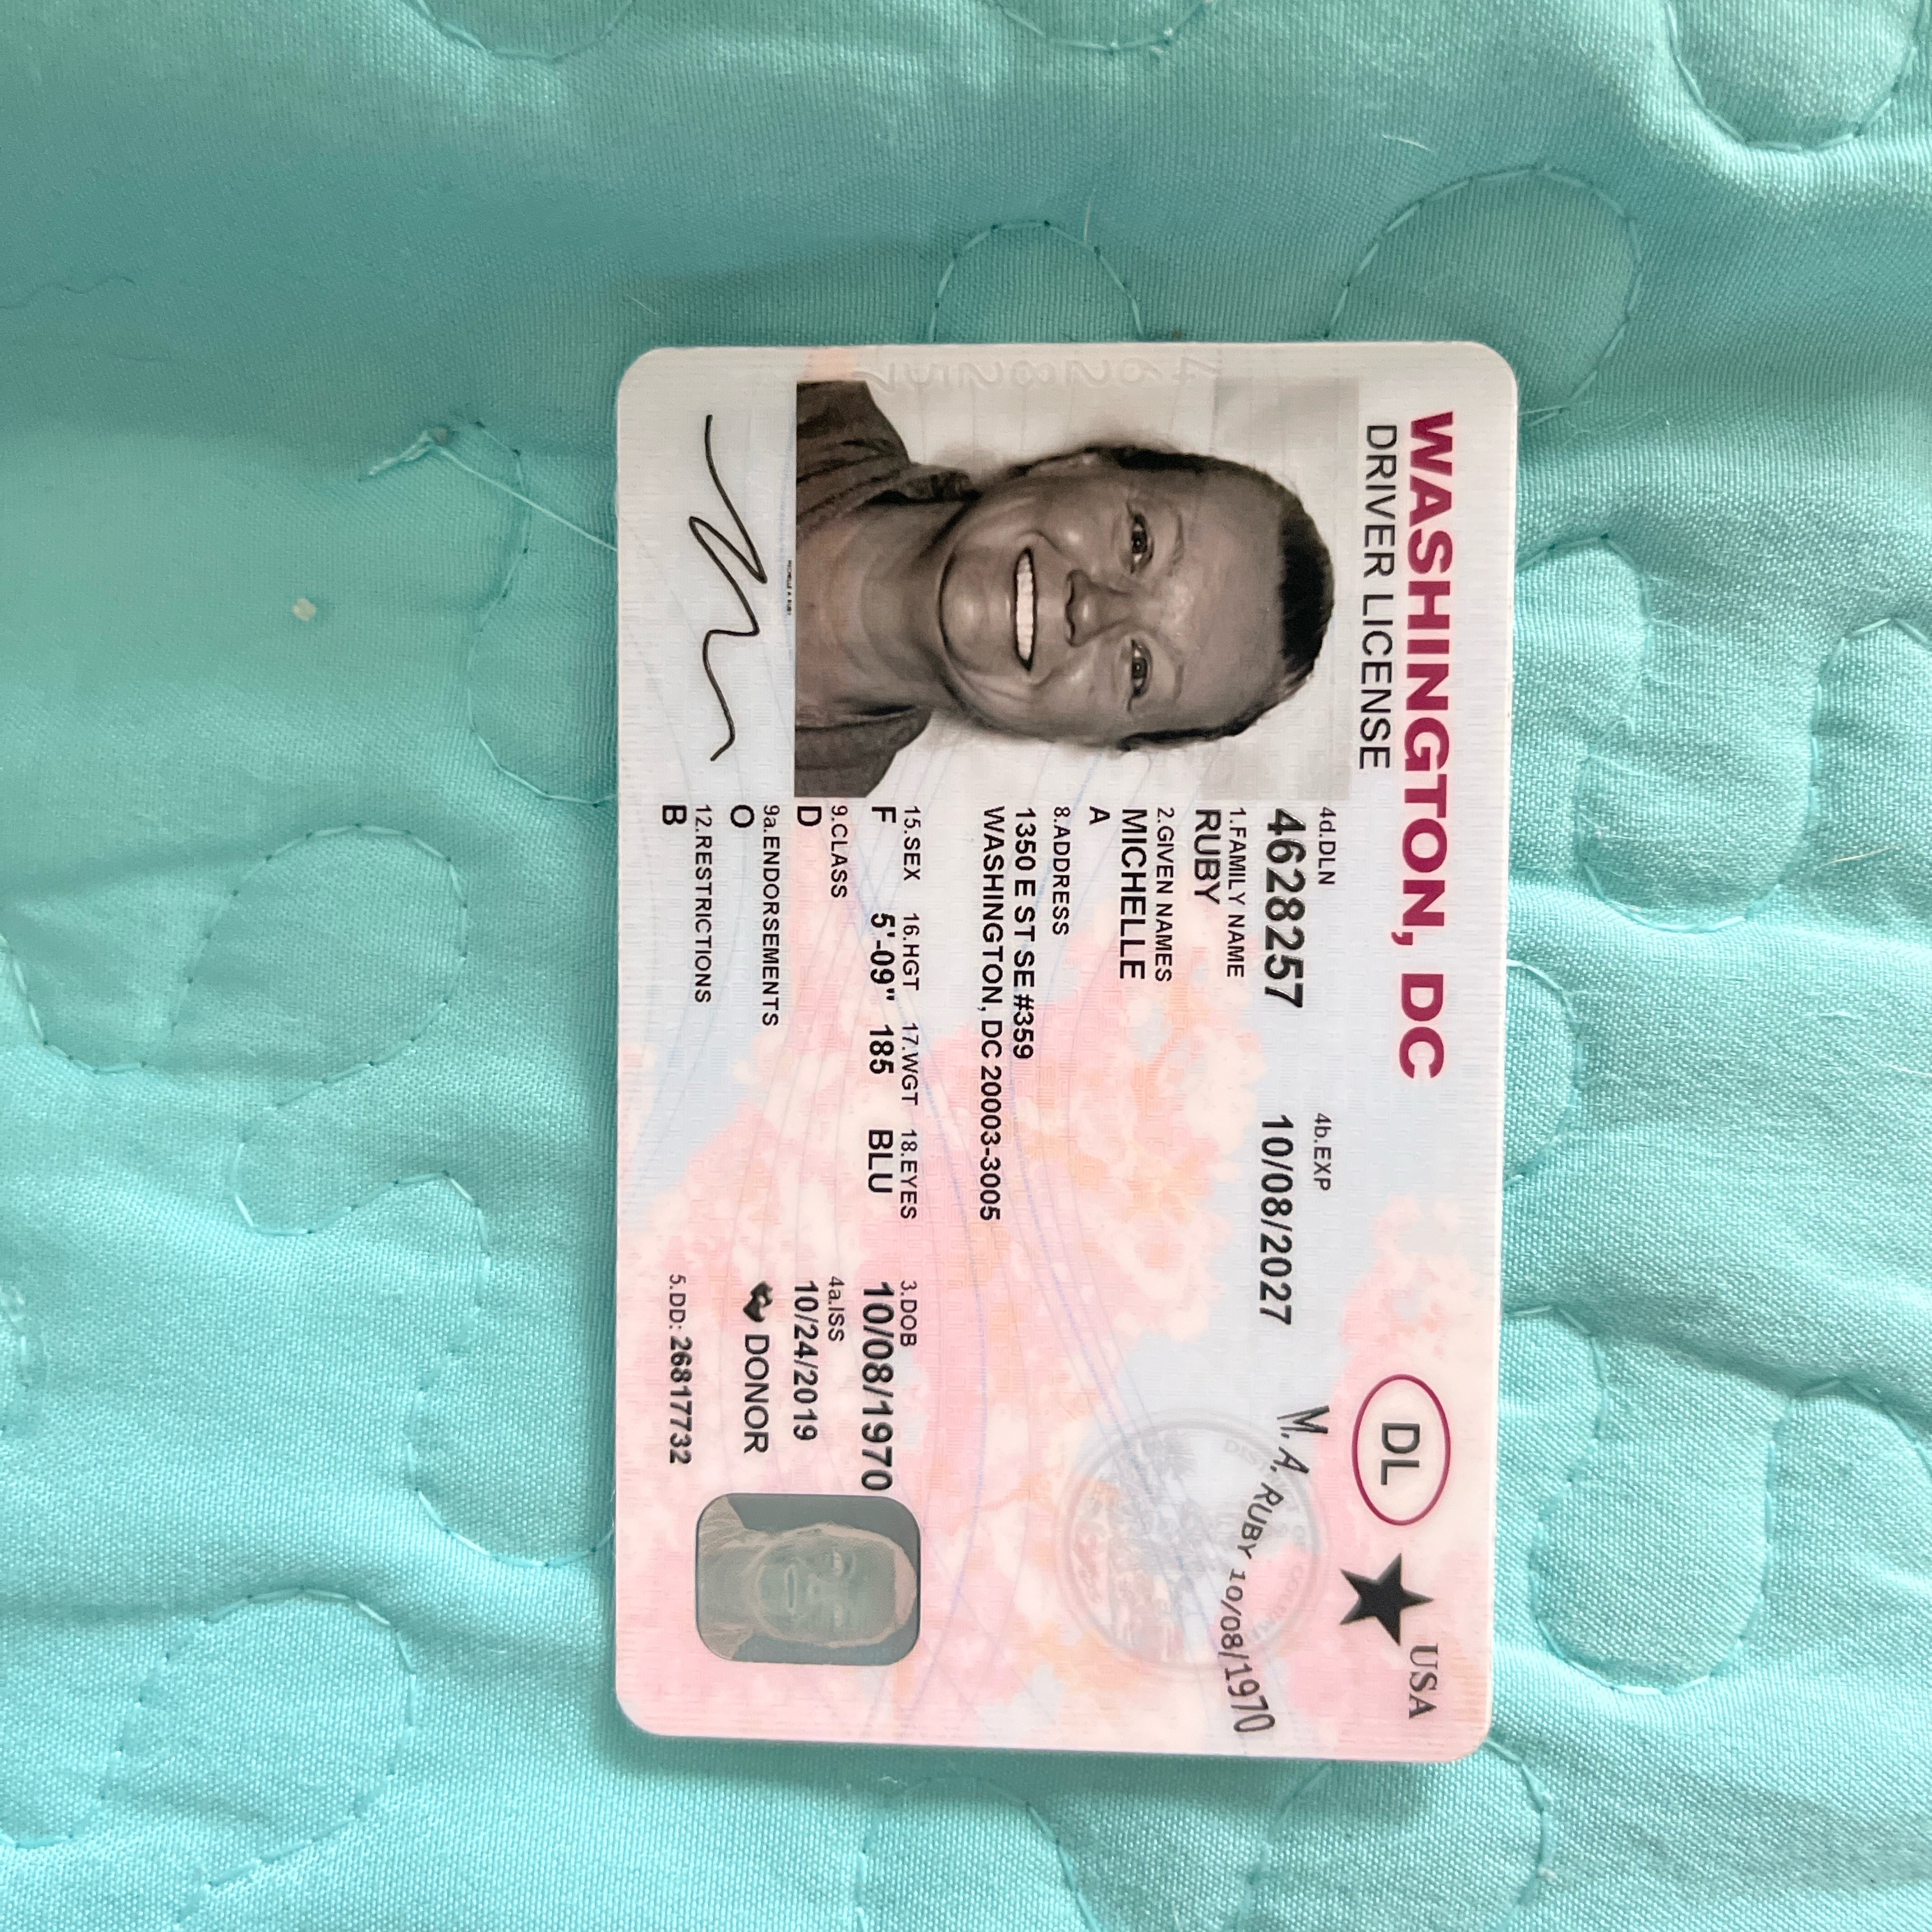 WASHINGTON, DC
DRIVER LICENSE
DL
USA
4d.DLN
4628257
4b.EXP
10/08/2027
M. A. RUBY 10/08/1970
1.FAMILY NAME
RUBY
2.GIVEN NAMES
MICHELLE
A
8.ADDRESS
1350 E ST SE #359
WASHINGTON, DC 20003-3005
15.SEX 16.HGT 17.WGT 18.EYES
F 5'-09" 185 BLU
3.DOB
10/08/1970
9.CLASS
D
4a.ISS
10/24/2019
9a.ENDORSEMENTS
O
DONOR
12.RESTRICTIONS
B
5.DD: 26817732